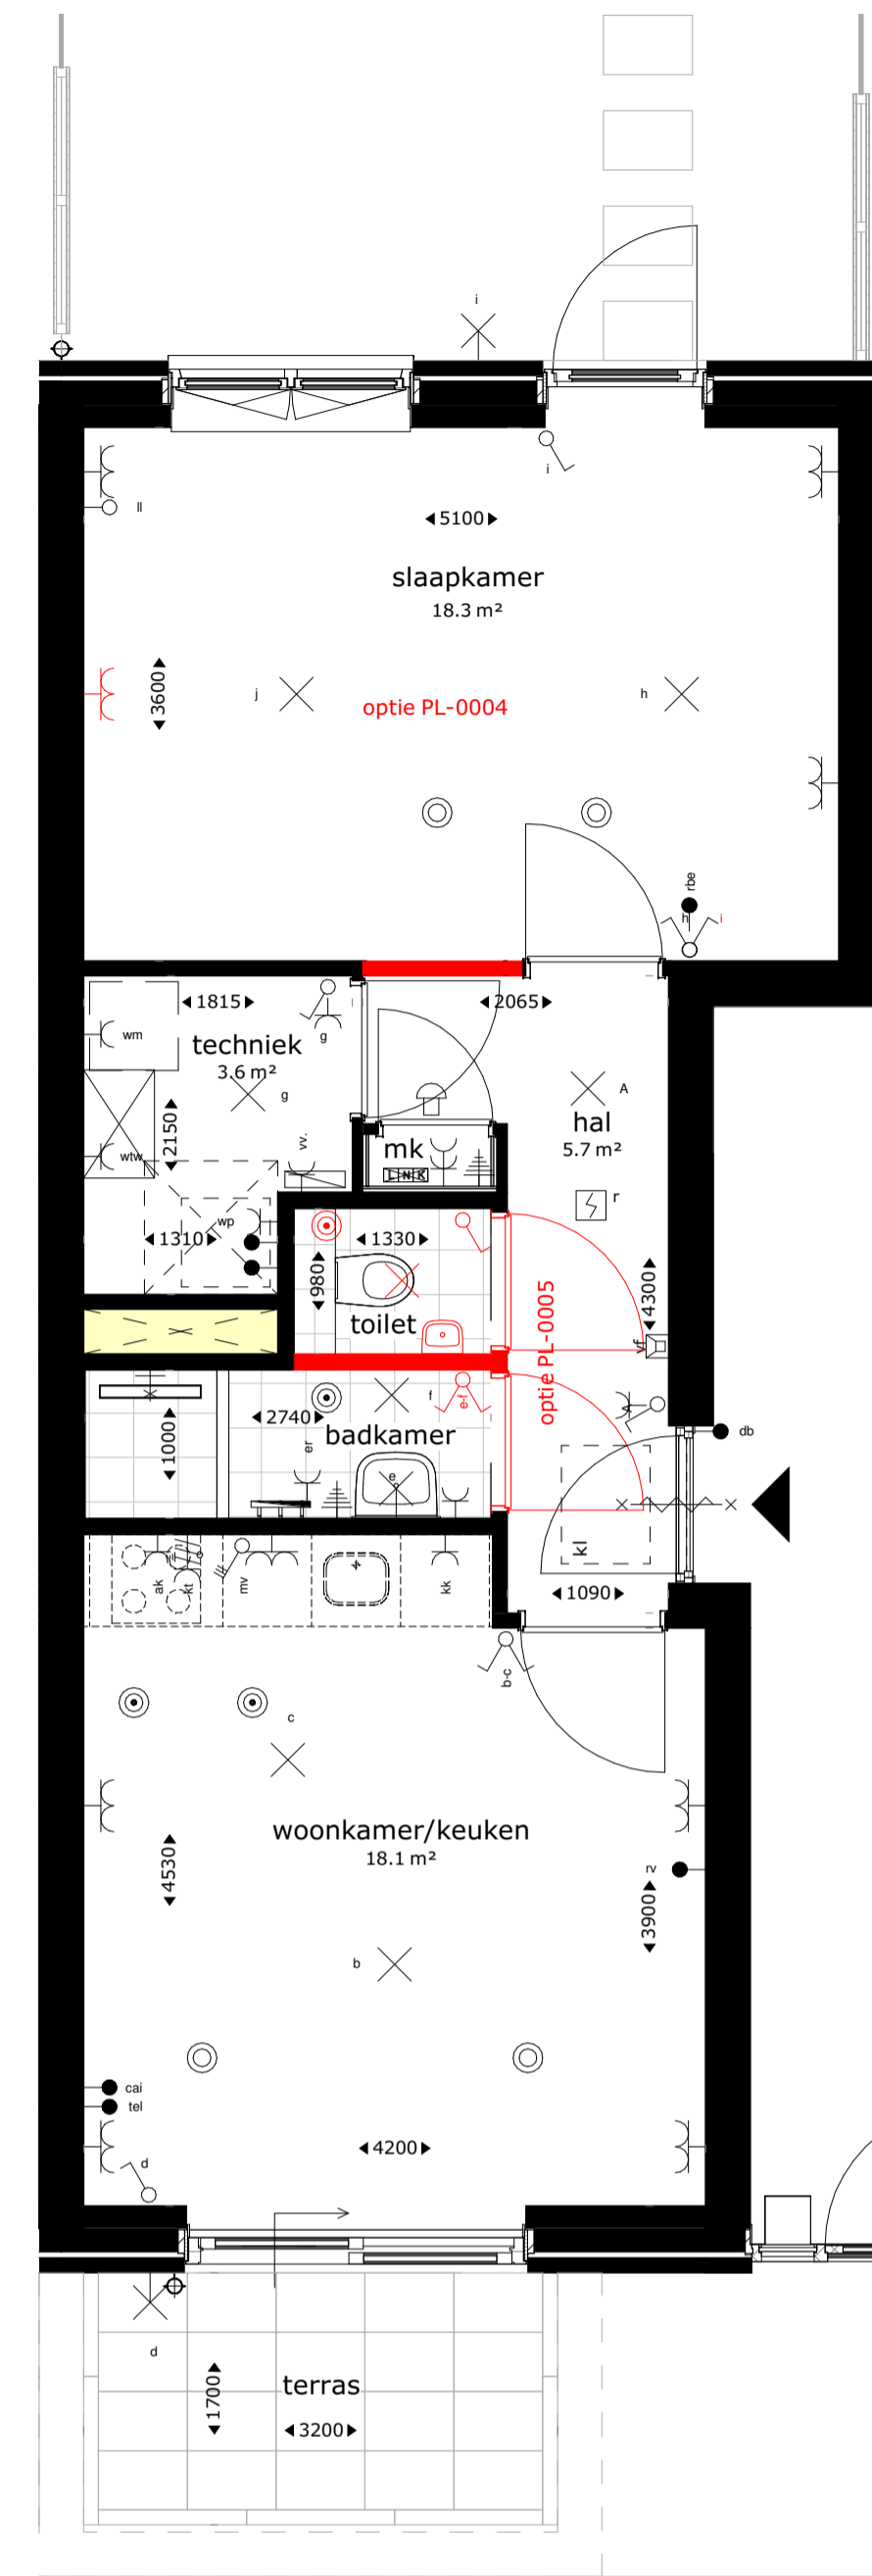 i
i
ll
5100
slaapkamer
18.3 m²
3600
j
h
optie PL-0004
rbe
h
i
1815
2065
wm
g
techniek
3.6 m²
g
A
2150
hal
5.7 m²
wtw
vv.
mk
r
wp
1310
1330
980
4300
toilet
optie PL-0005
vf
f
e-f
2740
1000
badkamer
er
db
e
kl
ak
kt
mv
kk
1090
b-c
c
woonkamer/keuken
18.1 m²
4530
rv
3900
b
cai
tel
4200
d
d
terras
1700
3200